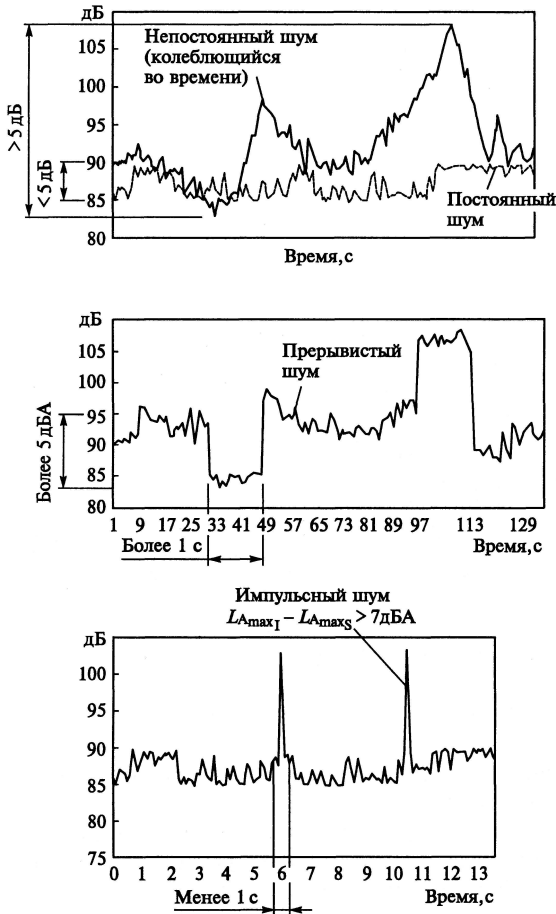 дБ
105
100
95
90
85
80
> 5 дБ
< 5 дБ
Непостоянный шум
(колеблющийся
во времени)
Постоянный
шум
Время, с
дБ
105
100
95
90
85
80
Более 5 дБА
Прерывистый
шум
1 9 17 25 33 41 49 57 65 73 81 89 97 113 129
Более 1 с
Время, с
Импульсный шум
LAmaxI – LAmaxS > 7дБА
дБ
100
95
90
85
80
75
0 1 2 3 4 5 6 7 8 9 10 11 12 13
Менее 1 с
Время, с